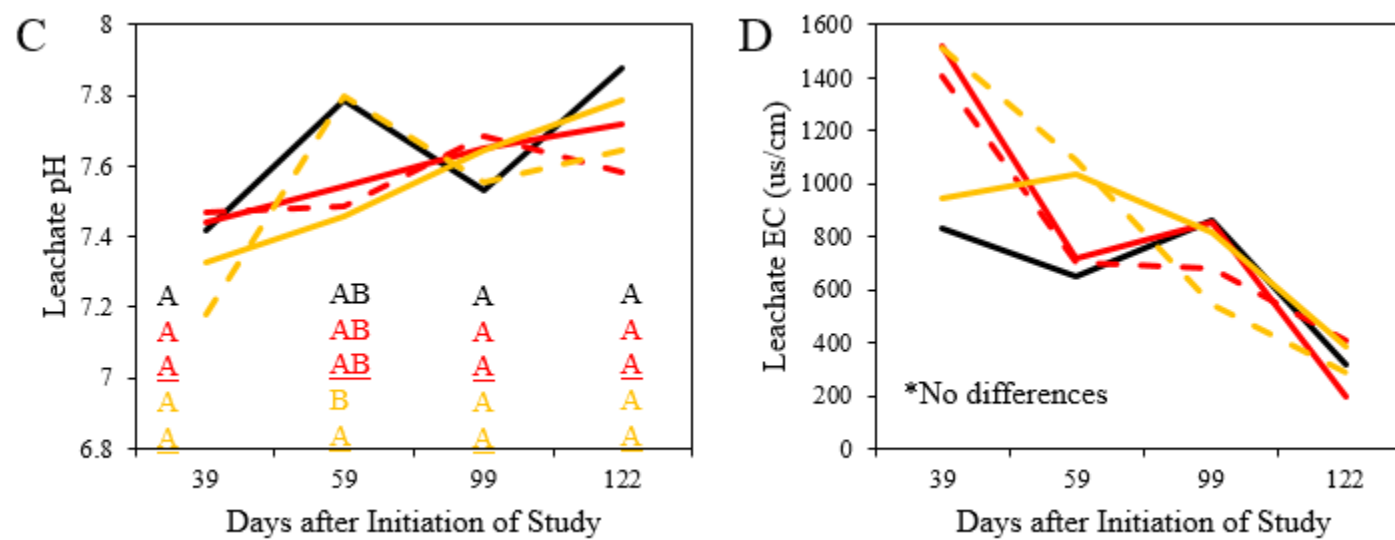 C
8
7.8
7.6
7.4
7.2
7
6.8
Leachate pH
A AB A A
A AB A A
A AB A A
A B A A
A A A A
39 59 99 122
Days after Initiation of Study
D
1600
1400
1200
1000
800
600
400
200
0
Leachate EC (us/cm)
*No differences
39 59 99 122
Days after Initiation of Study